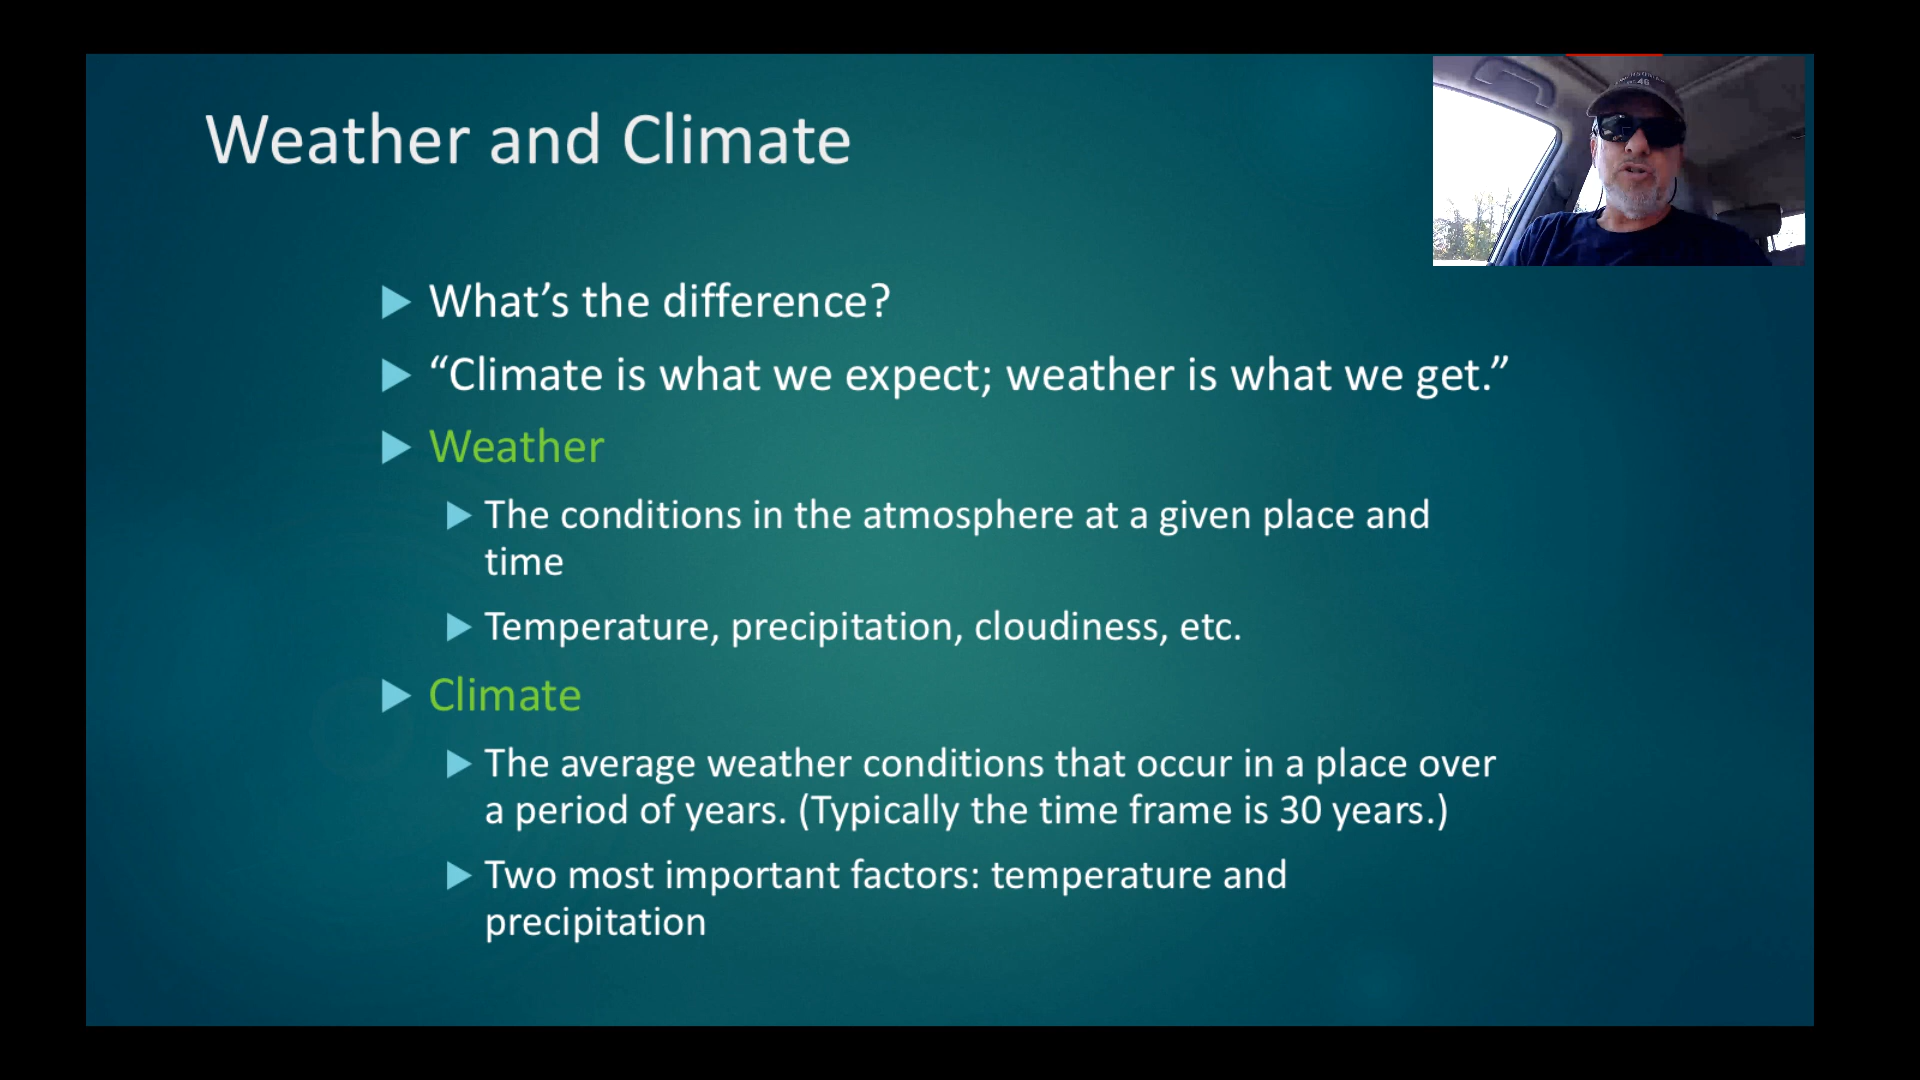 Weather and Climate
What’s the difference?
“Climate is what we expect; weather is what we get.”
Weather
The conditions in the atmosphere at a given place and
time
Temperature, precipitation, cloudiness, etc.
Climate
The average weather conditions that occur in a place over
a period of years. (Typically the time frame is 30 years.)
Two most important factors: temperature and
precipitation
46